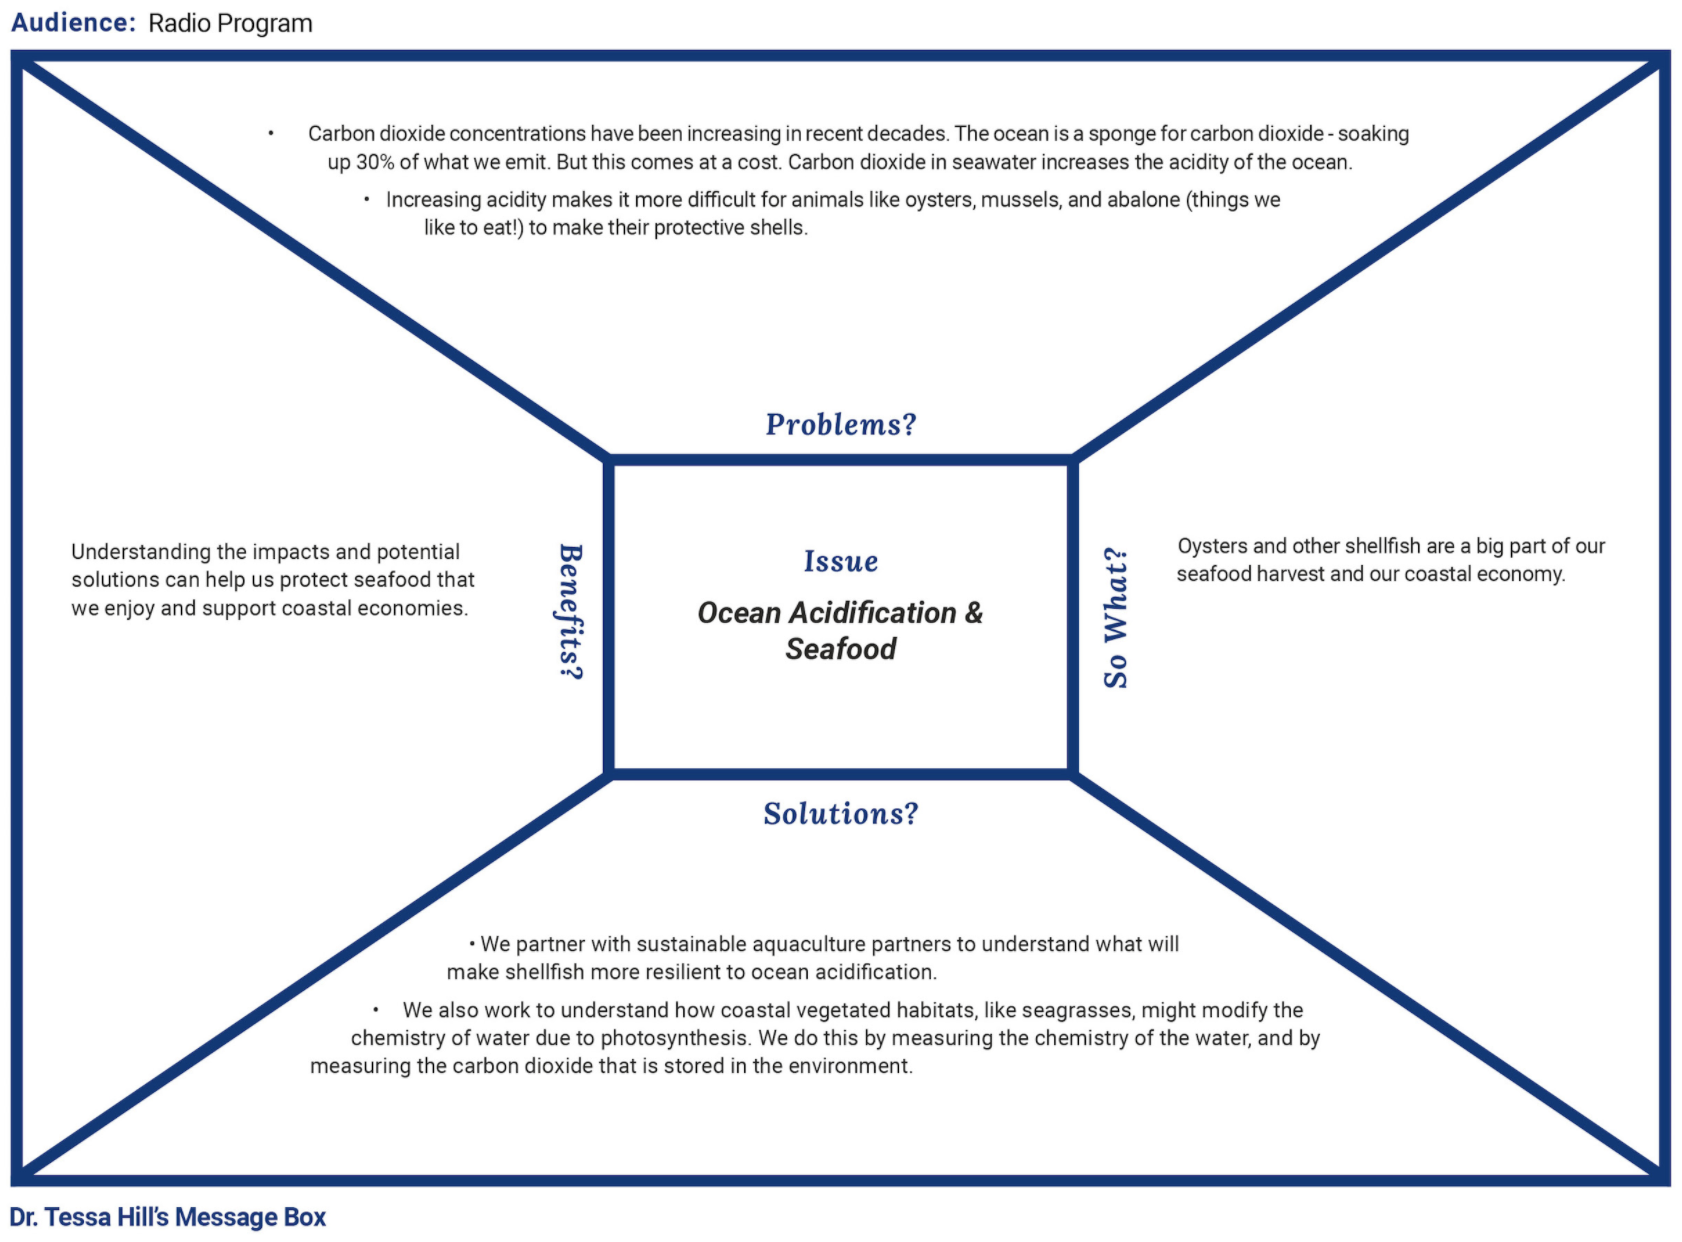 Audience: Radio Program
• Carbon dioxide concentrations have been increasing in recent decades. The ocean is a sponge for carbon dioxide - soaking
up 30% of what we emit. But this comes at a cost. Carbon dioxide in seawater increases the acidity of the ocean.
• Increasing acidity makes it more difficult for animals like oysters, mussels, and abalone (things we
like to eat!) to make their protective shells.
Problems?
Understanding the impacts and potential
solutions can help us protect seafood that
we enjoy and support coastal economies.
Benefits?
Issue
Ocean Acidification &
Seafood
So What?
Oysters and other shellfish are a big part of our
seafood harvest and our coastal economy.
Solutions?
• We partner with sustainable aquaculture partners to understand what will
make shellfish more resilient to ocean acidification.
• We also work to understand how coastal vegetated habitats, like seagrasses, might modify the
chemistry of water due to photosynthesis. We do this by measuring the chemistry of the water, and by
measuring the carbon dioxide that is stored in the environment.
Dr. Tessa Hill's Message Box